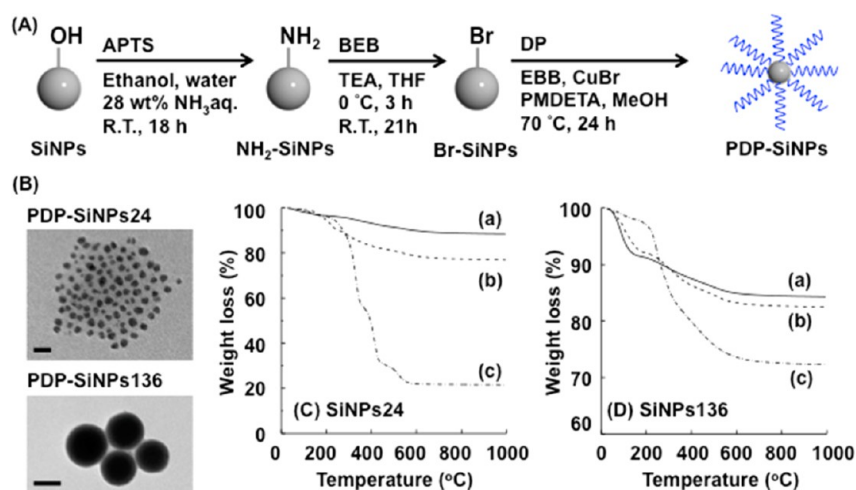 (A)
OH
APTS
Ethanol, water
28 wt% NH₃aq.
R.T., 18 h
SiNPs
NH₂
BEB
TEA, THF
0 °C, 3 h
R.T., 21h
NH₂-SiNPs
Br
DP
EBB, CuBr
PMDETA, MeOH
70 °C, 24 h
Br-SiNPs
PDP-SiNPs
(B)
PDP-SiNPs24
PDP-SiNPs136
Weight loss (%)
100
80
60
40
20
0
(a)
(b)
(c)
(C) SiNPs24
0 200 400 600 800 1000
Temperature (°C)
Weight loss (%)
100
90
80
70
60
(a)
(b)
(c)
(D) SiNPs136
0 200 400 600 800 1000
Temperature (°C)